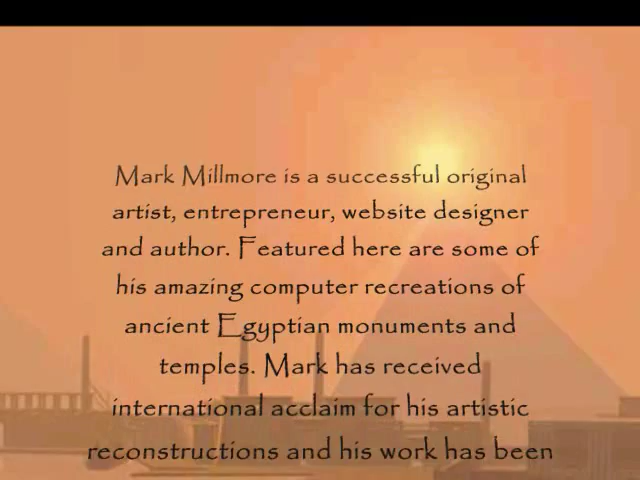 Mark Millmore is a successful original
artist, entrepreneur, website designer
and author. Featured here are some of
his amazing computer recreations of
ancient Egyptian monuments and
temples. Mark has received
international acclaim for his artistic
reconstructions and his work has been